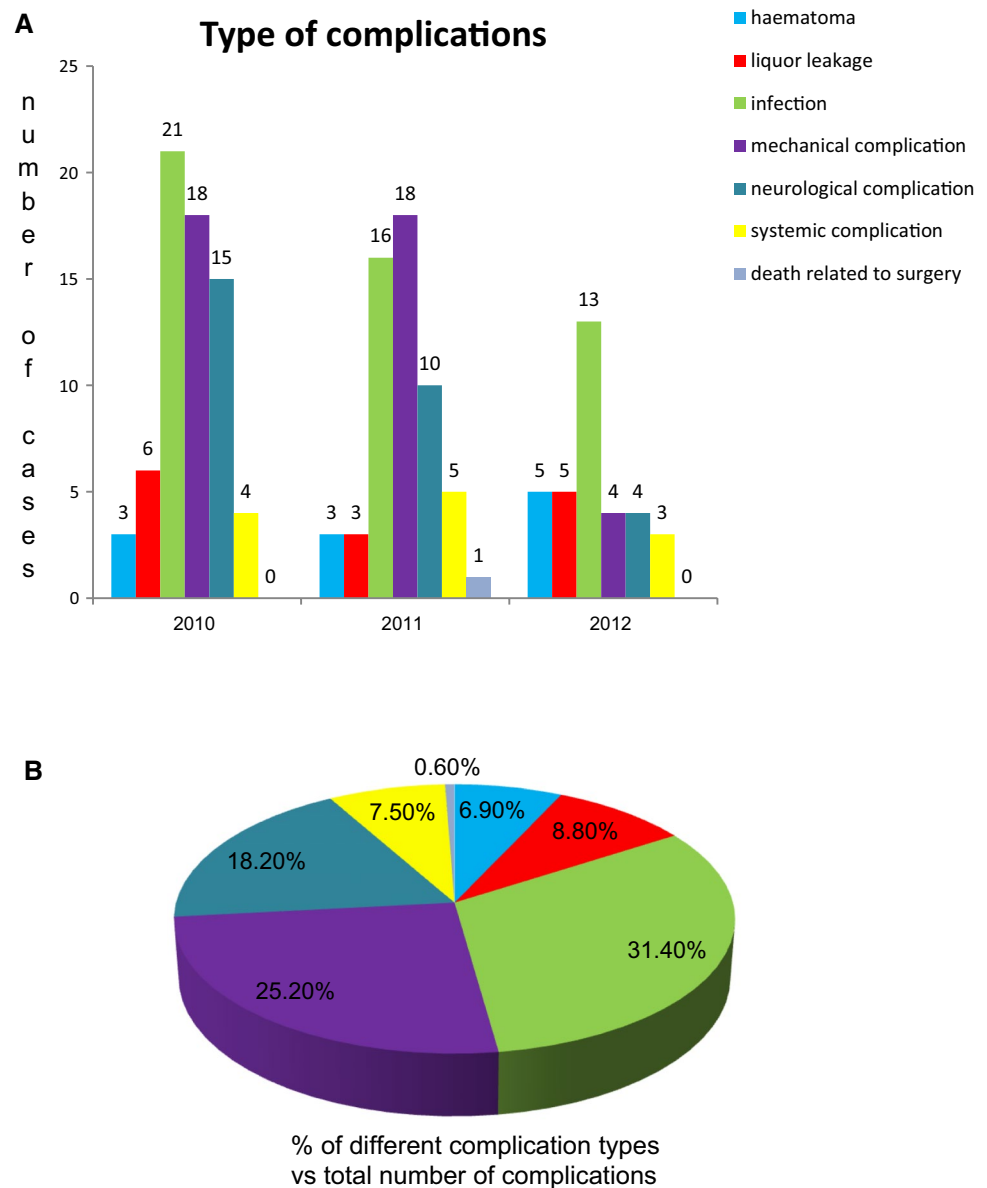 A
Type of complications
haematoma
liquor leakage
infection
mechanical complication
neurological complication
systemic complication
death related to surgery
number of cases
25
20
15
10
5
0
3
6
21
18
15
4
0
3
3
16
18
10
5
1
5
5
13
4
4
3
0
2010
2011
2012
B
0.60%
6.90%
8.80%
31.40%
25.20%
18.20%
7.50%
% of different complication types
vs total number of complications